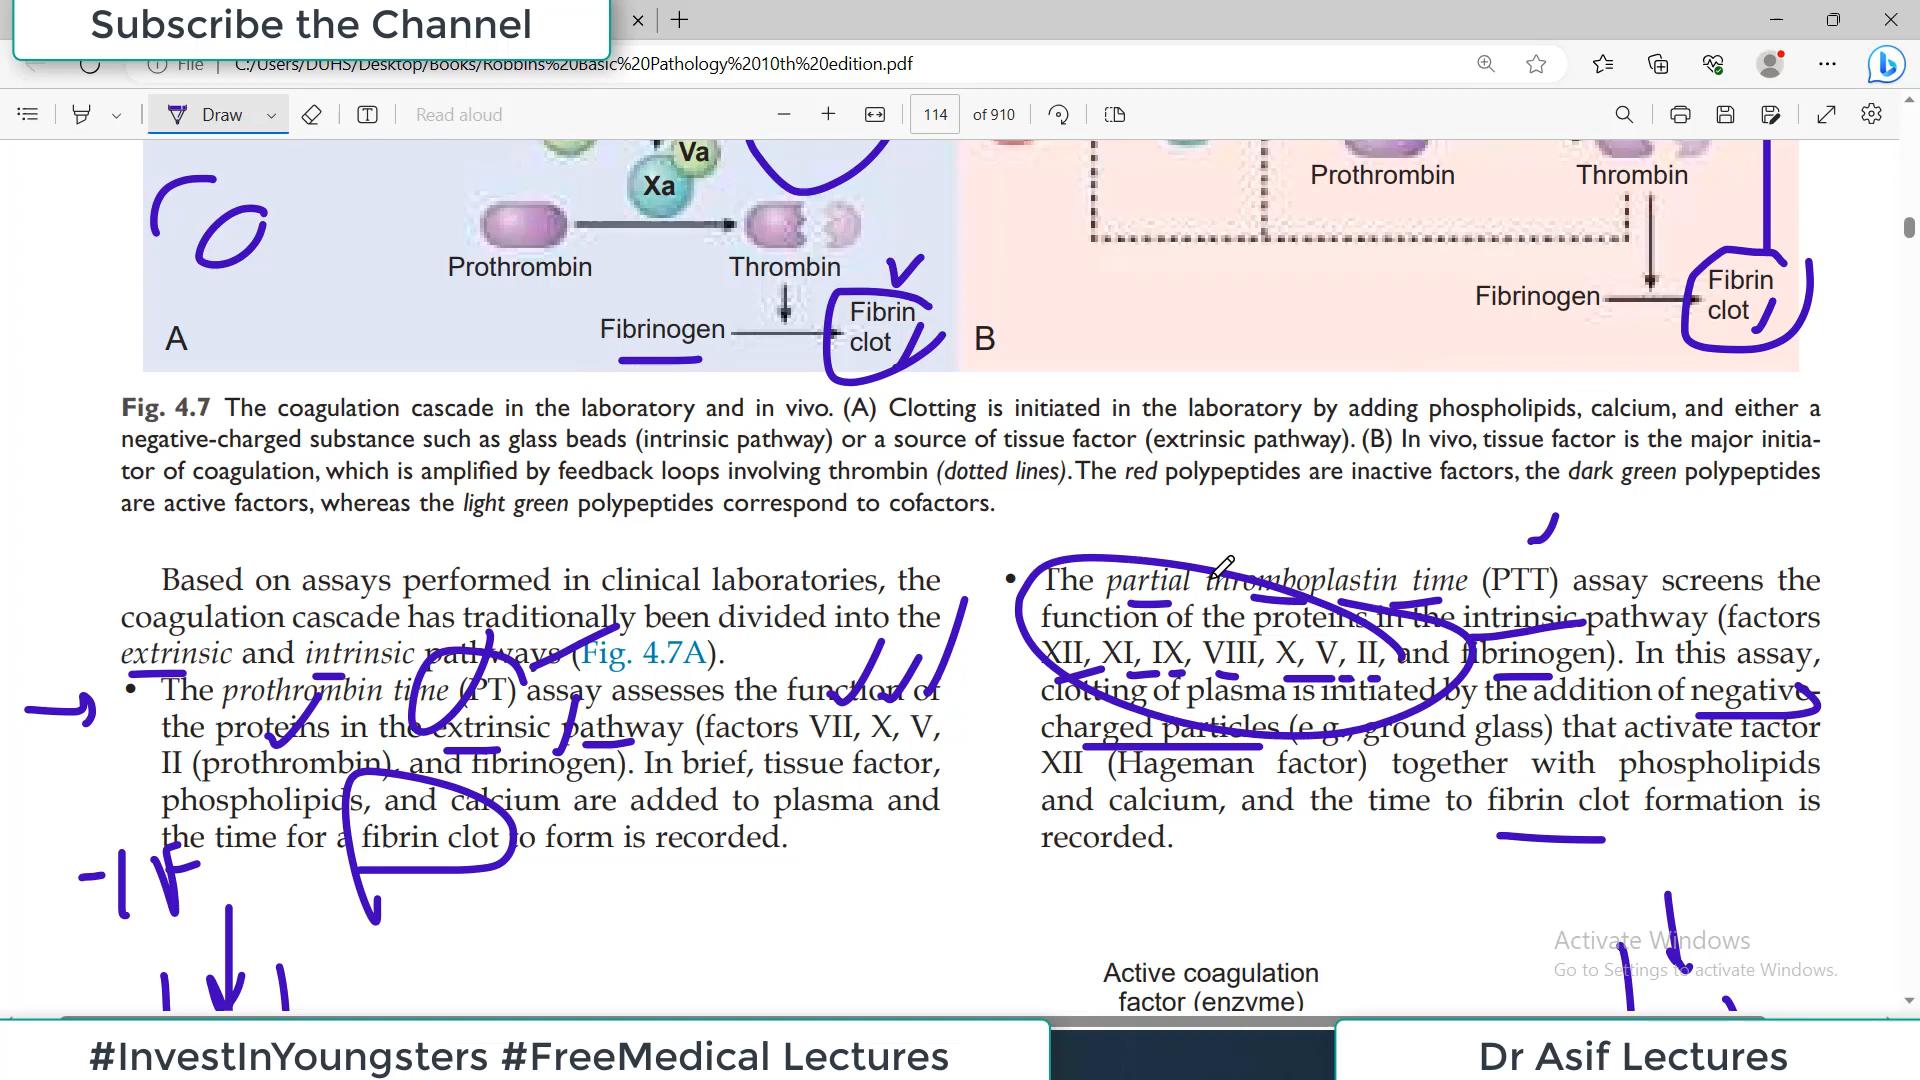 Subscribe the Channel
File
C:/Users/DUHS/Desktop/Books/Robbins%20Basic%20Pathology%2010th%20edition.pdf
Draw
Read aloud
114
of 910
Va
Xa
Prothrombin
Thrombin
Fibrinogen
Fibrin
clot
A
Prothrombin
Thrombin
Fibrinogen
Fibrin
clot
B
Fig. 4.7 The coagulation cascade in the laboratory and in vivo. (A) Clotting is initiated in the laboratory by adding phospholipids, calcium, and either a
negative-charged substance such as glass beads (intrinsic pathway) or a source of tissue factor (extrinsic pathway). (B) In vivo, tissue factor is the major initia-
tor of coagulation, which is amplified by feedback loops involving thrombin (dotted lines). The red polypeptides are inactive factors, the dark green polypeptides
are active factors, whereas the light green polypeptides correspond to cofactors.
Based on assays performed in clinical laboratories, the
coagulation cascade has traditionally been divided into the
extrinsic and intrinsic pathways (Fig. 4.7A).
• The prothrombin time (PT) assay assesses the function of
the proteins in the extrinsic pathway (factors VII, X, V,
II (prothrombin), and fibrinogen). In brief, tissue factor,
phospholipids, and calcium are added to plasma and
the time for a fibrin clot to form is recorded.
• The partial thromboplastin time (PTT) assay screens the
function of the proteins in the intrinsic pathway (factors
XII, XI, IX, VIII, X, V, II, and fibrinogen). In this assay,
clotting of plasma is initiated by the addition of negative-
charged particles (e.g., ground glass) that activate factor
XII (Hageman factor) together with phospholipids
and calcium, and the time to fibrin clot formation is
recorded.
Active coagulation
factor (enzyme)
Activate Windows
Go to Settings to activate Windows.
#InvestInYoungsters #FreeMedical Lectures
Dr Asif Lectures